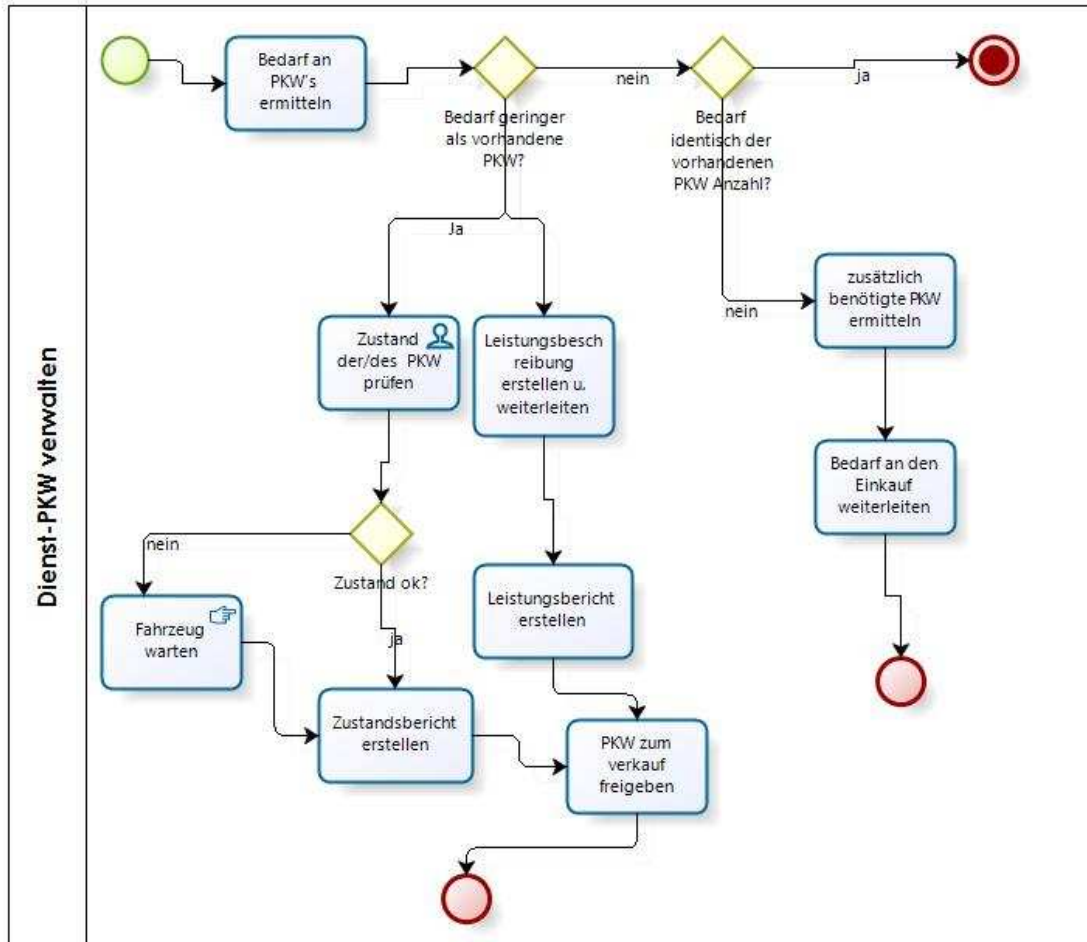 Dienst-PKW verwalten
Bedarf an
PKW's
ermitteln
nein
ja
Bedarf geringer
als vorhandene
PKW?
Bedarf
identisch der
vorhandenen
PKW Anzahl?
Ja
nein
zusätzlich
benötigte PKW
ermitteln
Zustand
der/des PKW
prüfen
Leistungsbesch
reibung
erstellen u.
weiterleiten
Bedarf an den
Einkauf
weiterleiten
nein
Zustand ok?
ja
Fahrzeug
warten
Leistungsbericht
erstellen
Zustandsbericht
erstellen
PKW zum
verkauf
freigeben